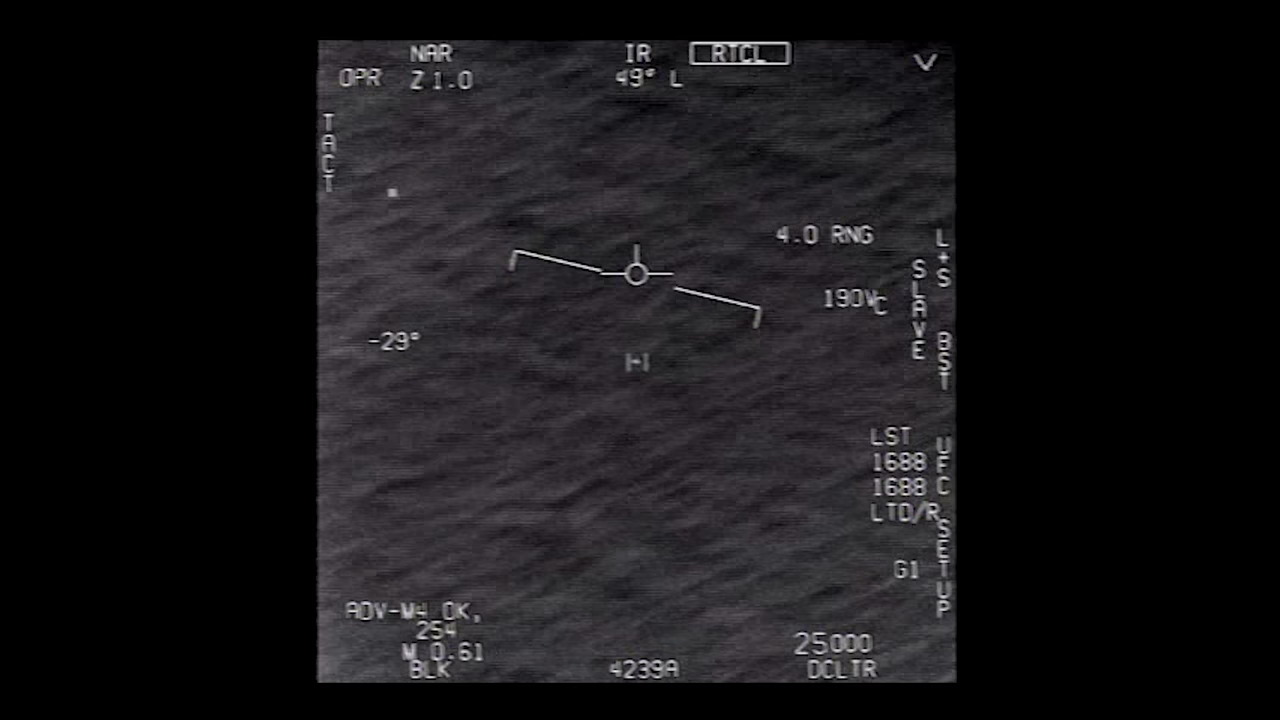 NAR
IR
RTCL
OPR
Z 1.0
49° L
V
TACT
4.0 RNG
L+S
SLAVE
190Vc
-29°
BST
LST
1688
1688
LTD/R
UFC
SETUP
G1
ADV-M4 OK,
254
M 0.61
BLK
4239A
25000
DCLTR